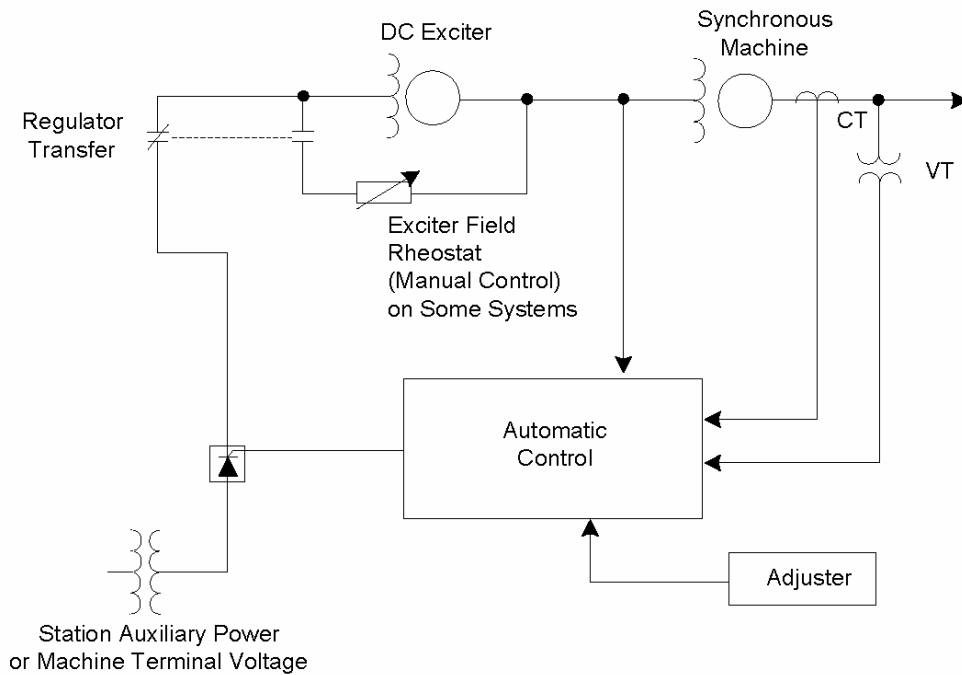 DC Exciter
Synchronous
Machine
Regulator
Transfer
CT
VT
Exciter Field
Rheostat
(Manual Control)
on Some Systems
Automatic
Control
Adjuster
Station Auxiliary Power
or Machine Terminal Voltage